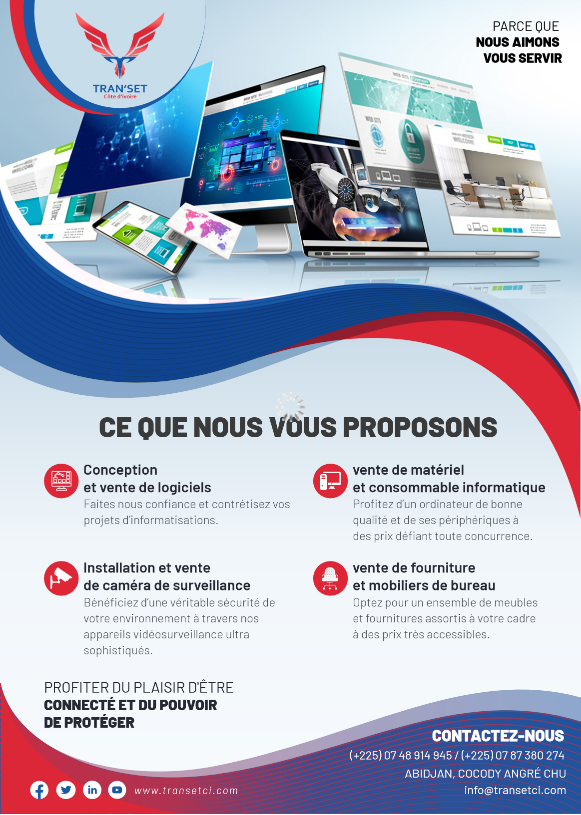 PARCE QUE
NOUS AIMONS
VOUS SERVIR
TRAN'SET
Côte d'Ivoire
CE QUE NOUS VOUS PROPOSONS
Conception
et vente de logiciels
Faites nous confiance et contrétisez vos
projets d'informatisations.
vente de matériel
et consommable informatique
Profitez d'un ordinateur de bonne
qualité et de ses périphériques à
des prix défiant toute concurrence.
Installation et vente
de caméra de surveillance
Bénéficiez d'une véritable sécurité de
votre environnement à travers nos
appareils vidéosurveillance ultra
sophistiqués.
vente de fourniture
et mobiliers de bureau
Optez pour un ensemble de meubles
et fournitures assortis à votre cadre
à des prix très accessibles.
PROFITER DU PLAISIR D'ÊTRE
CONNECTÉ ET DU POUVOIR
DE PROTÉGER
CONTACTEZ-NOUS
(+225) 07 48 914 945 / (+225) 07 87 380 274
ABIDJAN, COCODY ANGRÉ CHU
info@transetci.com
www.transetci.com